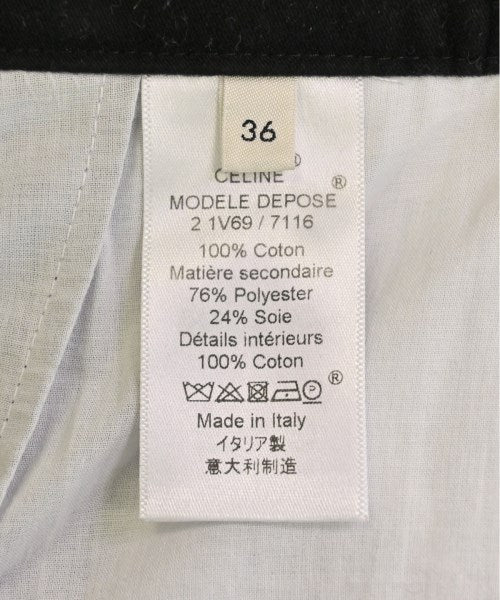 36
CELINE®
MODELE DEPOSE®
2 1V69 / 7116
100% Coton
Matière secondaire
76% Polyester
24% Soie
Détails intérieurs
100% Coton
P ®
Made in Italy
イタリア製
意大利制造